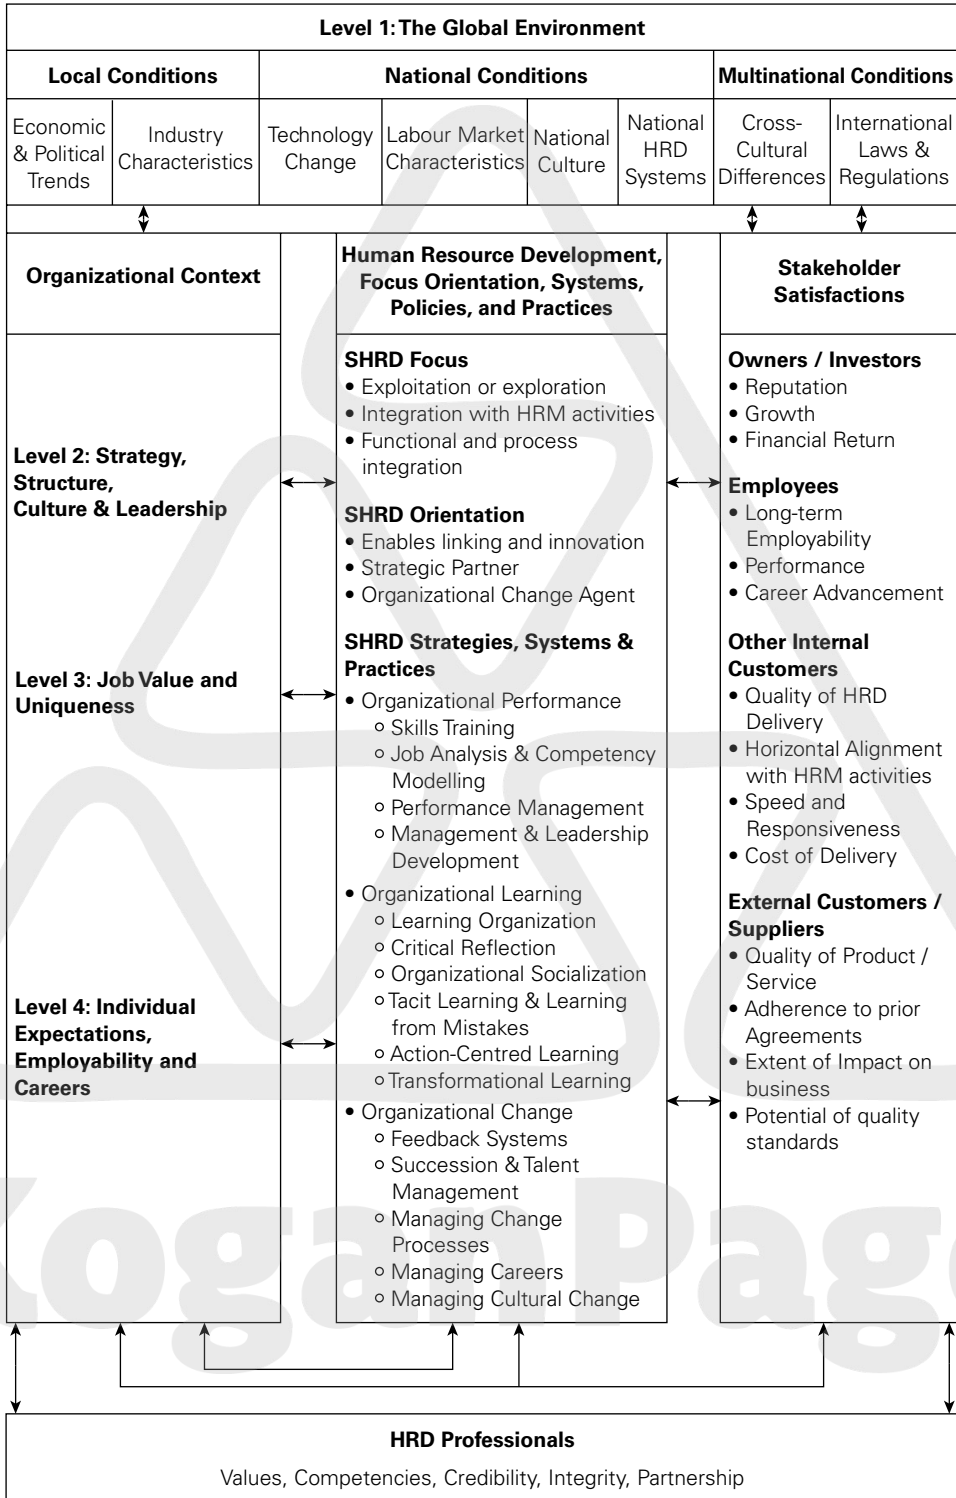 Level 1: The Global Environment
Local Conditions
National Conditions
Multinational Conditions
Economic
& Political
Trends
Industry
Characteristics
Technology
Change
Labour Market
Characteristics
National
Culture
National
HRD
Systems
Cross-
Cultural
Differences
International
Laws &
Regulations
Organizational Context
Human Resource Development,
Focus Orientation, Systems,
Policies, and Practices
Stakeholder
Satisfactions
Level 2: Strategy,
Structure,
Culture & Leadership
Level 3: Job Value and
Uniqueness
Level 4: Individual
Expectations,
Employability and
Careers
SHRD Focus
• Exploitation or exploration
• Integration with HRM activities
• Functional and process
integration
SHRD Orientation
• Enables linking and innovation
• Strategic Partner
• Organizational Change Agent
SHRD Strategies, Systems &
Practices
• Organizational Performance
○ Skills Training
○ Job Analysis & Competency
Modelling
○ Performance Management
○ Management & Leadership
Development
• Organizational Learning
○ Learning Organization
○ Critical Reflection
○ Organizational Socialization
○ Tacit Learning & Learning
from Mistakes
○ Action-Centred Learning
○ Transformational Learning
• Organizational Change
○ Feedback Systems
○ Succession & Talent
Management
○ Managing Change
Processes
○ Managing Careers
○ Managing Cultural Change
Owners / Investors
• Reputation
• Growth
• Financial Return
Employees
• Long-term
Employability
• Performance
• Career Advancement
Other Internal
Customers
• Quality of HRD
Delivery
• Horizontal Alignment
with HRM activities
• Speed and
Responsiveness
• Cost of Delivery
External Customers /
Suppliers
• Quality of Product /
Service
• Adherence to prior
Agreements
• Extent of Impact on
business
• Potential of quality
standards
Kogan Page
HRD Professionals
Values, Competencies, Credibility, Integrity, Partnership